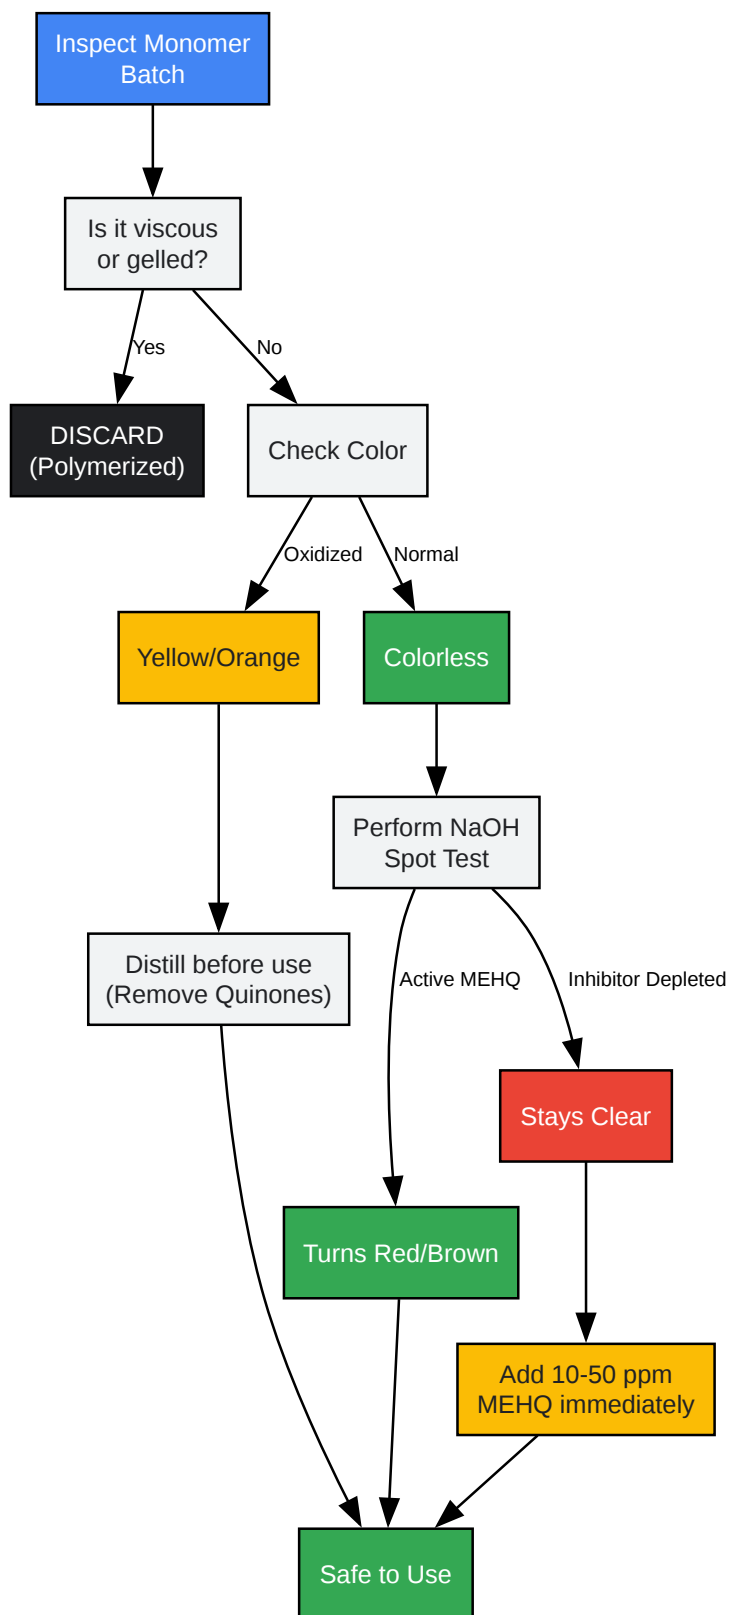 Inspect Monomer
Batch
Is it viscous
or gelled?
Yes
No
DISCARD
(Polymerized)
Check Color
Oxidized
Normal
Yellow/Orange
Colorless
Perform NaOH
Spot Test
Distill before use
(Remove Quinones)
Active MEHQ
Inhibitor Depleted
Stays Clear
Turns Red/Brown
Add 10-50 ppm
MEHQ immediately
Safe to Use